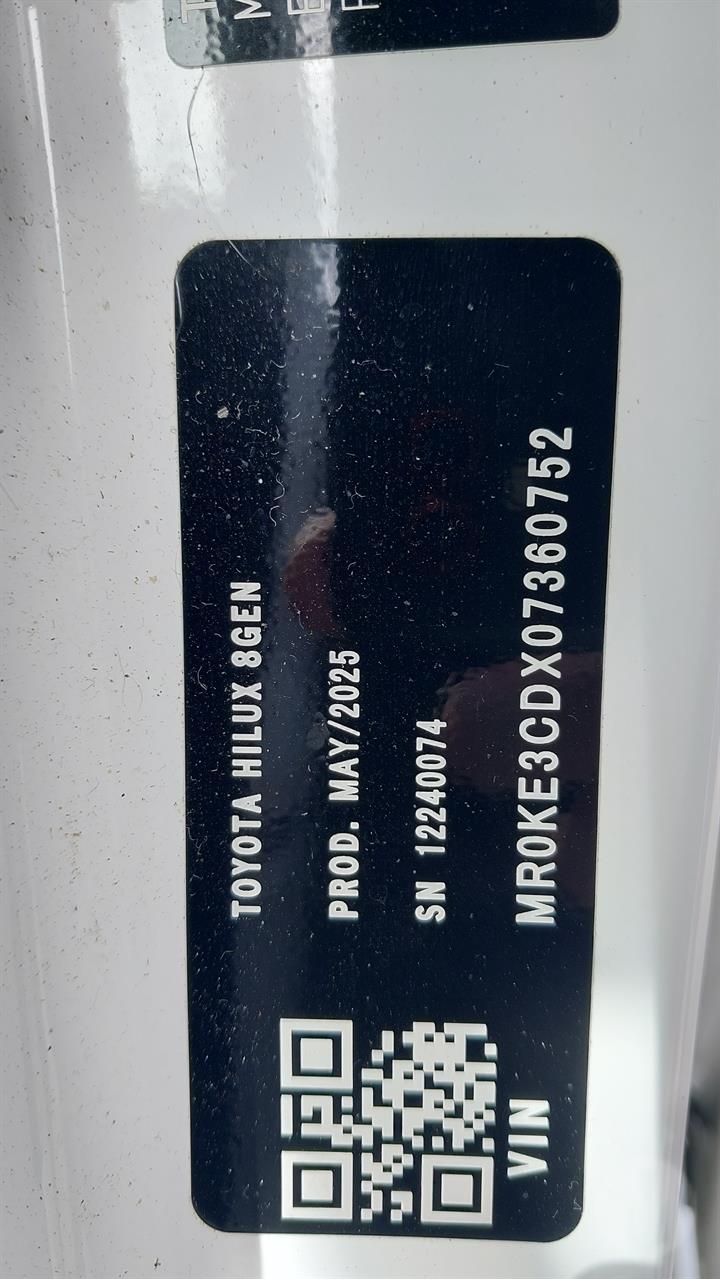 TOYOTA HILUX 8GEN
PROD. MAY/2025
SN 12240074
VIN MR0KE3CDX07360752